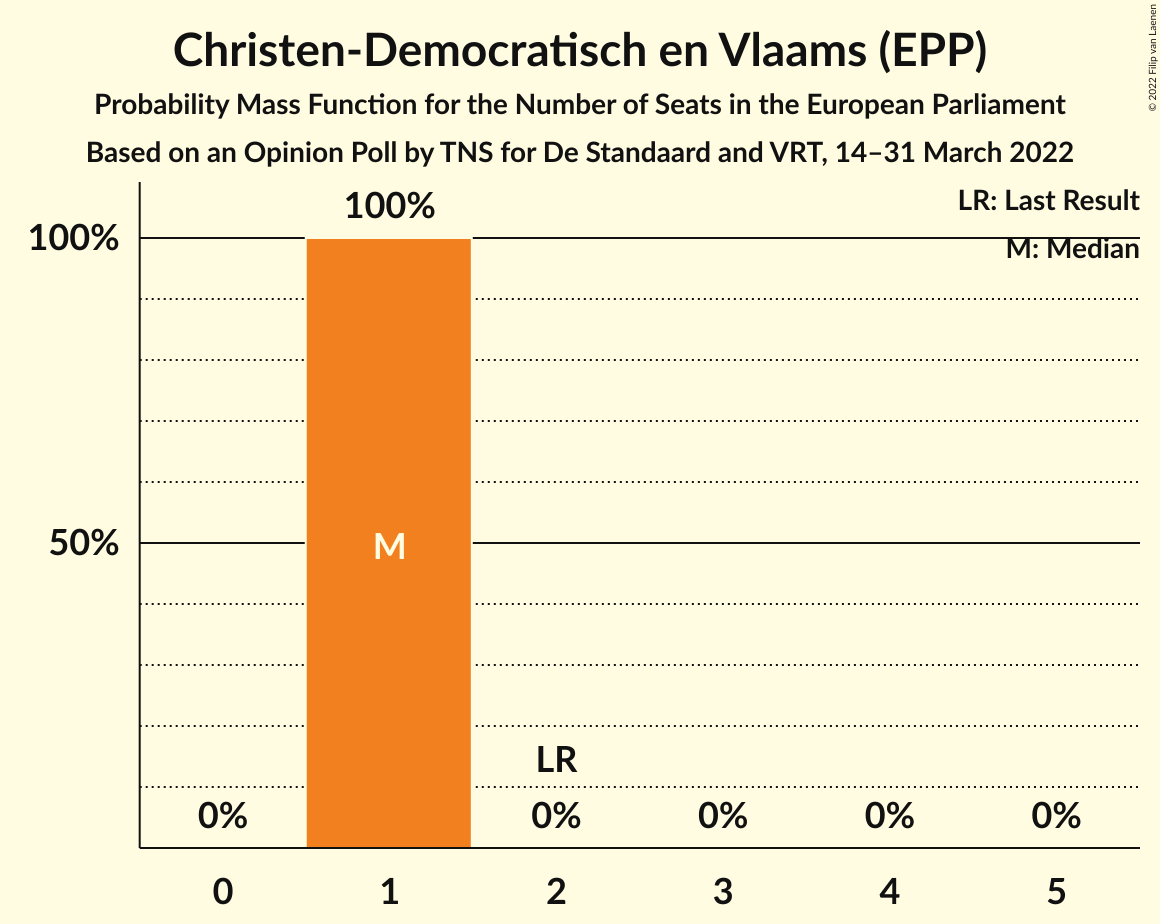 Christen-Democratisch en Vlaams (EPP)
Probability Mass Function for the Number of Seats in the European Parliament
Based on an Opinion Poll by TNS for De Standaard and VRT, 14–31 March 2022
© 2022 Filip van Laenen
LR: Last Result
M: Median
100%
100%
50%
M
LR
0%
0%
0%
0%
0%
0 1 2 3 4 5